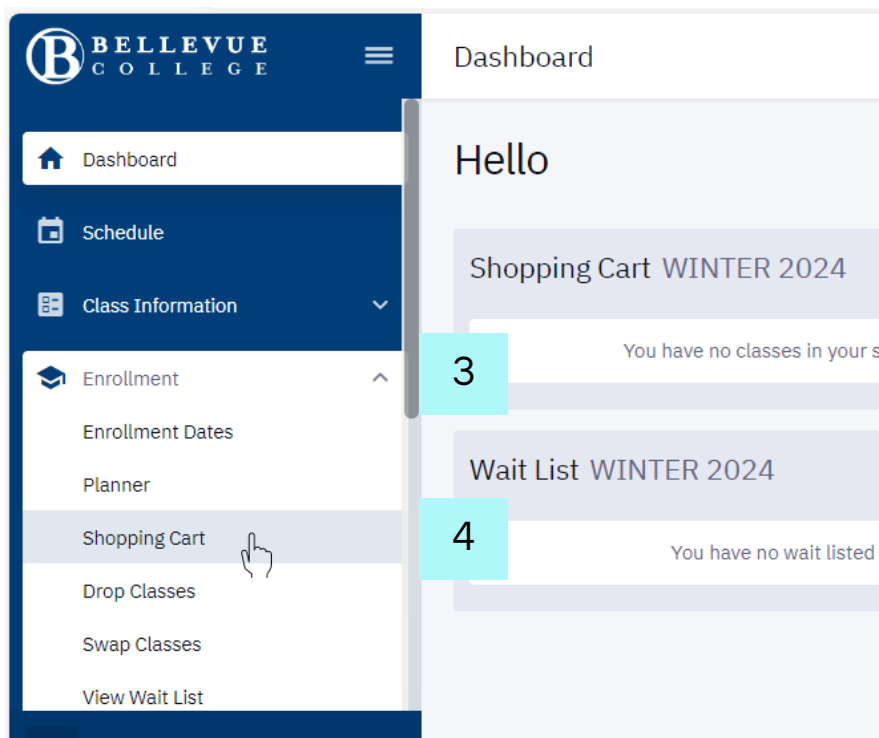 BELLEVUE
COLLEGE
Dashboard
Schedule
Class Information
Enrollment
Enrollment Dates
Planner
Shopping Cart
Drop Classes
Swap Classes
View Wait List
Dashboard
Hello
Shopping Cart WINTER 2024
You have no classes in your s
3
Wait List WINTER 2024
4
You have no wait listed